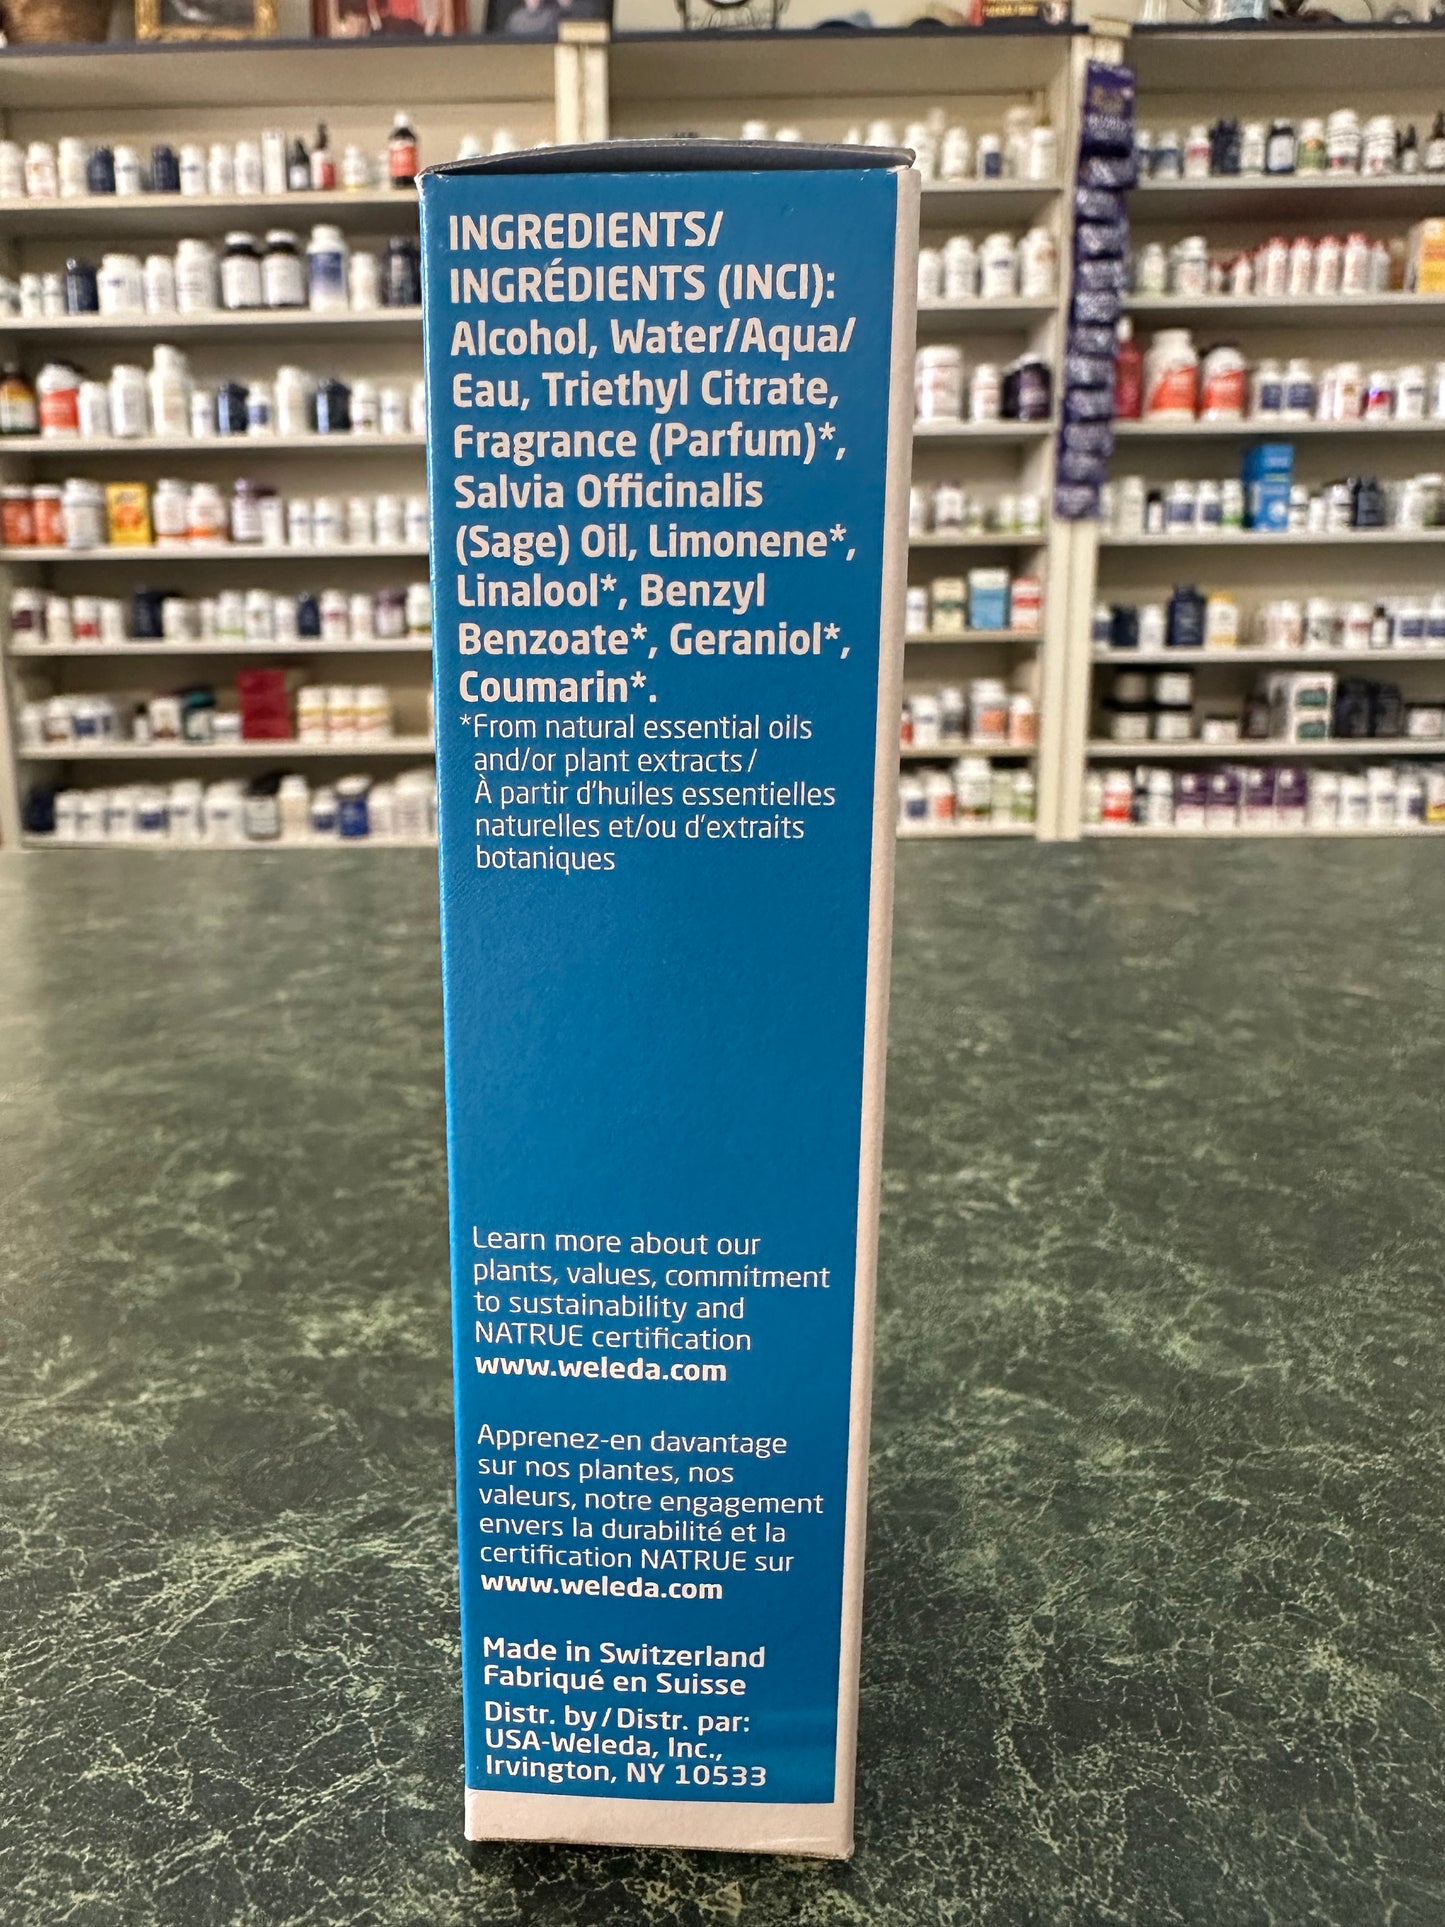 INGREDIENTS/
INGRÉDIENTS (INCI):
Alcohol, Water/Aqua/
Eau, Triethyl Citrate,
Fragrance (Parfum)*,
Salvia Officinalis
(Sage) Oil, Limonene*,
Linalool*, Benzyl
Benzoate*, Geraniol*,
Coumarin*.
*From natural essential oils
and/or plant extracts/
À partir d'huiles essentielles
naturelles et/ou d'extraits
botaniques
Learn more about our
plants, values, commitment
to sustainability and
NATRUE certification
www.weleda.com
Apprenez-en davantage
sur nos plantes, nos
valeurs, notre engagement
envers la durabilité et la
certification NATRUE sur
www.weleda.com
Made in Switzerland
Fabriqué en Suisse
Distr. by/Distr. par:
USA-Weleda, Inc.,
Irvington, NY 10533